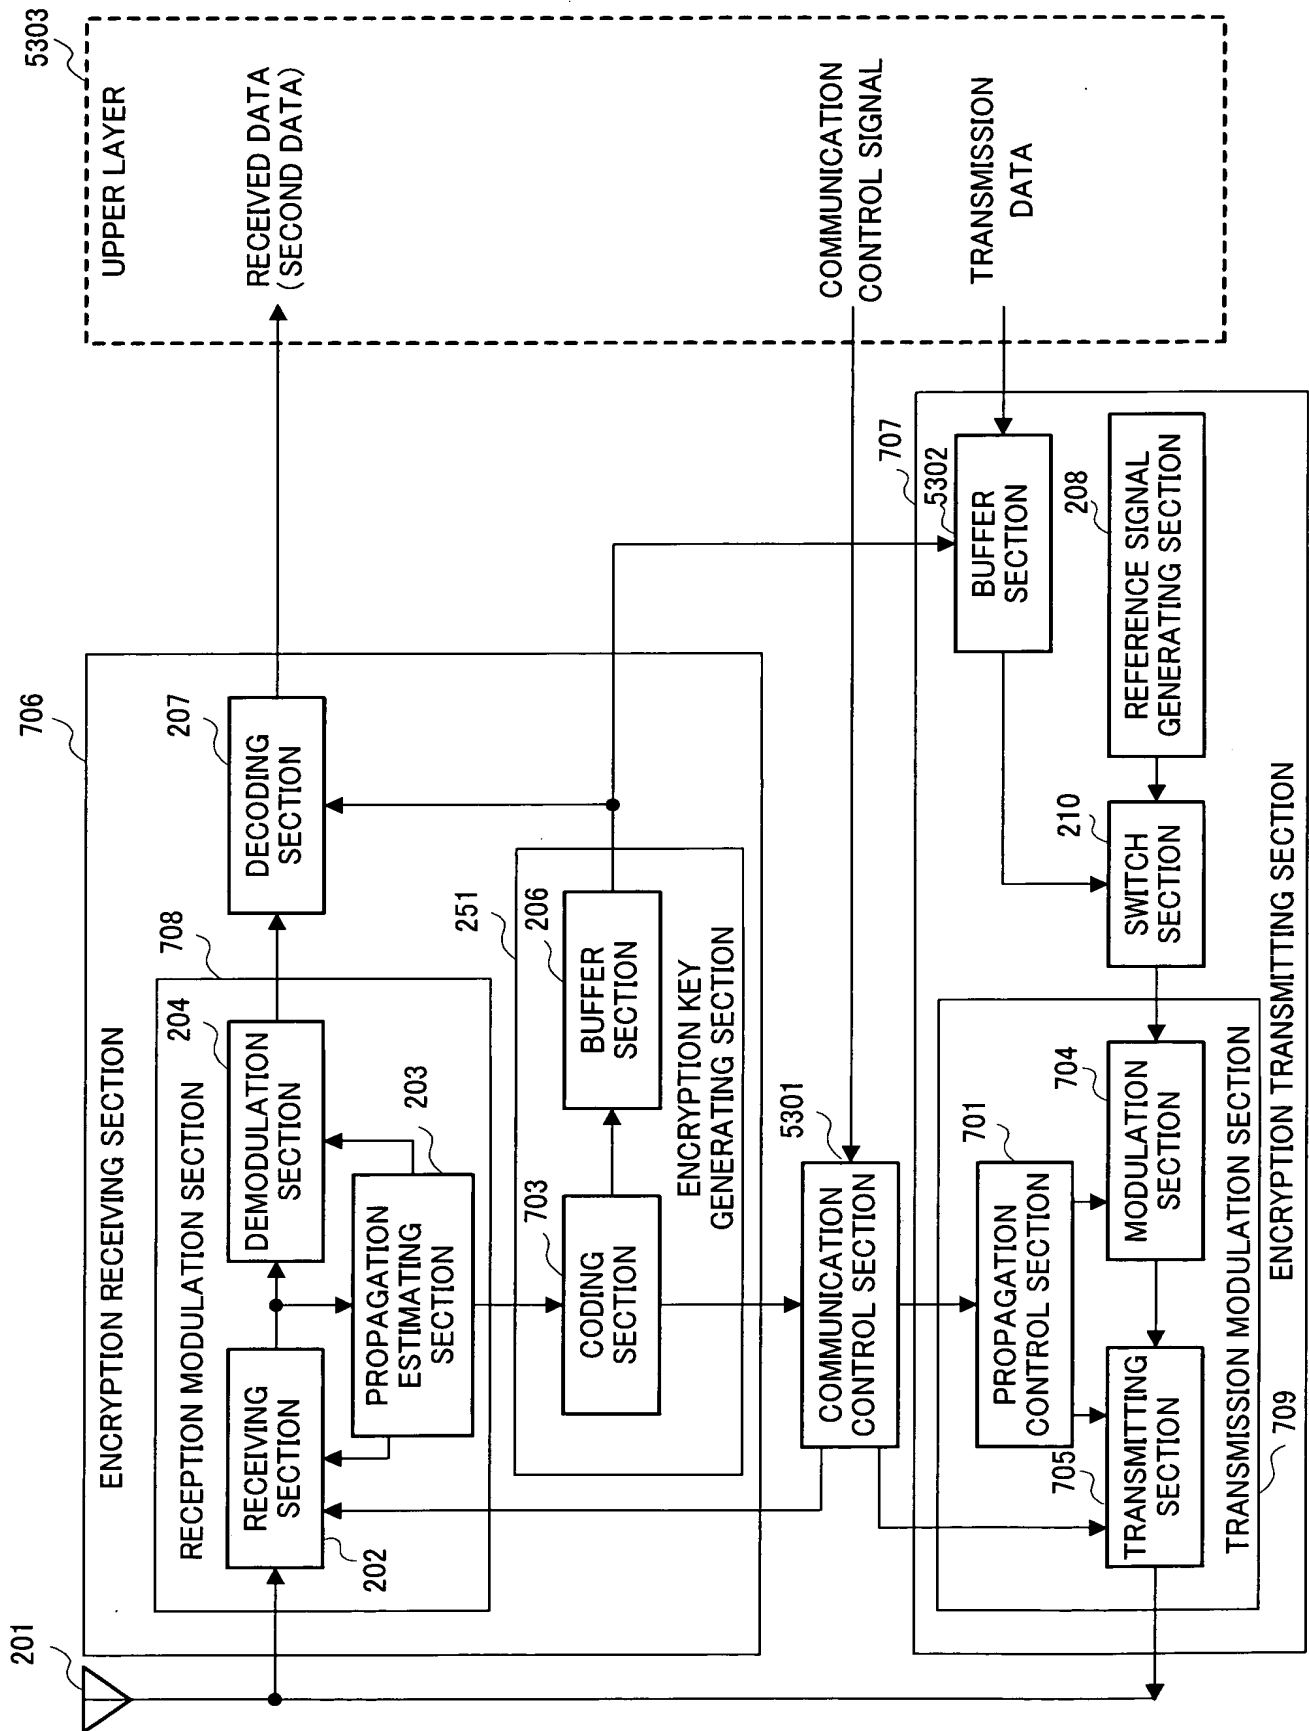 201
ENCRYPTION RECEIVING SECTION
706
RECEPTION MODULATION SECTION
708
RECEIVING
SECTION
202
DEMODULATION
SECTION
204
DECODING
SECTION
207
PROPAGATION
ESTIMATING
SECTION
203
251
CODING
SECTION
703
BUFFER
SECTION
206
ENCRYPTION KEY
GENERATING SECTION
UPPER LAYER
5303
RECEIVED DATA
(SECOND DATA)
COMMUNICATION
CONTROL SIGNAL
TRANSMISSION
DATA
COMMUNICATION
CONTROL SECTION
5301
707
BUFFER
SECTION
5302
PROPAGATION
CONTROL SECTION
701
TRANSMITTING
SECTION
705
MODULATION
SECTION
704
SWITCH
SECTION
210
REFERENCE SIGNAL
GENERATING SECTION
208
TRANSMISSION MODULATION SECTION
709
ENCRYPTION TRANSMITTING SECTION